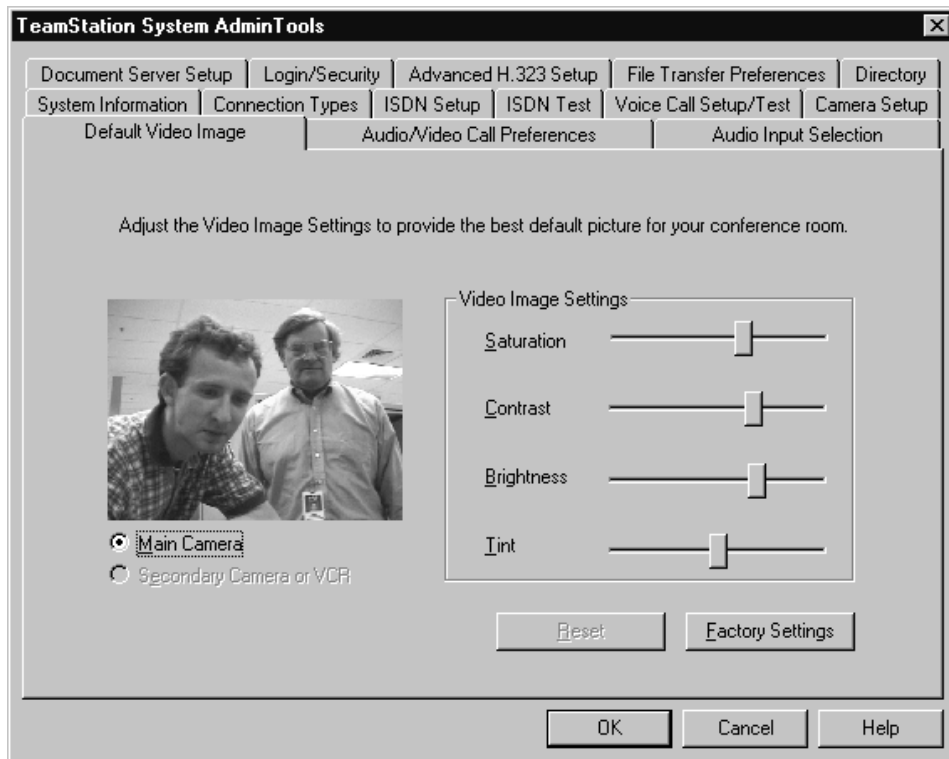 TeamStation System AdminTools
Document Server Setup Login/Security Advanced H.323 Setup File Transfer Preferences Directory
System Information Connection Types ISDN Setup ISDN Test Voice Call Setup/Test Camera Setup
Default Video Image Audio/Video Call Preferences Audio Input Selection
Adjust the Video Image Settings to provide the best default picture for your conference room.
Video Image Settings
Saturation
Contrast
Brightness
Tint
Main Camera
Secondary Camera or VCR
Reset Factory Settings
OK Cancel Help